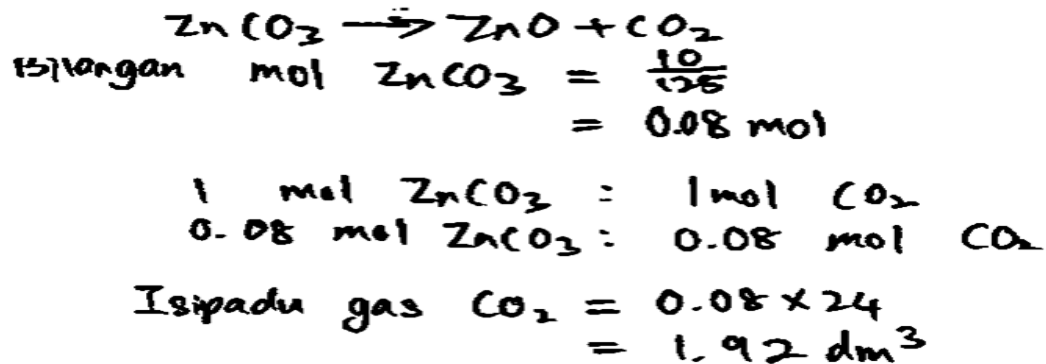 ZnCO₃ → ZnO + CO₂
Bilangan mol ZnCO₃ = 10/125
= 0.08 mol
1 mol ZnCO₃ : 1 mol CO₂
0.08 mol ZnCO₃ : 0.08 mol CO₂
Isipadu gas CO₂ = 0.08 × 24
= 1.92 dm³